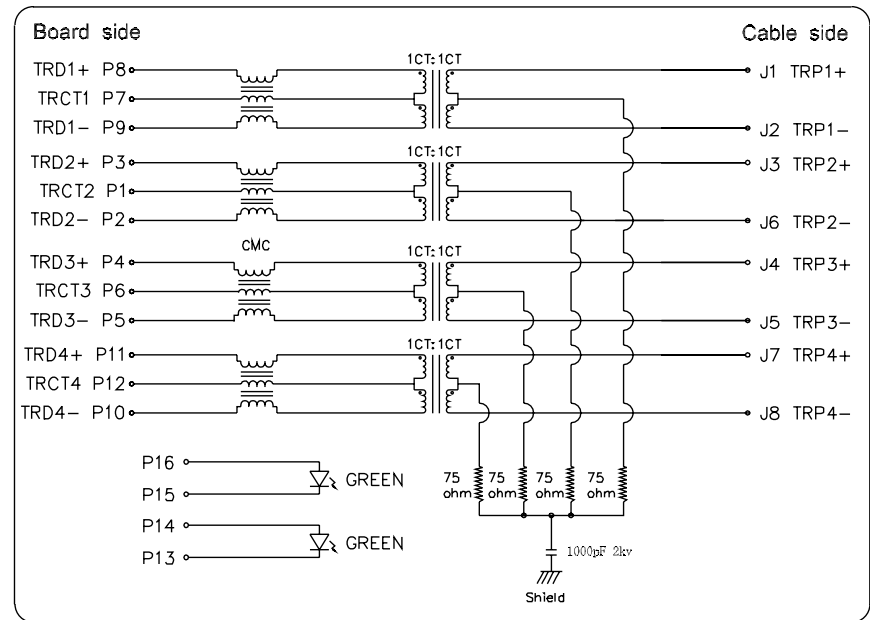 Board side
Cable side
1CT:1CT
TRD1+ P8
J1 TRP1+
TRCT1 P7
TRD1- P9
J2 TRP1-
1CT:1CT
TRD2+ P3
J3 TRP2+
TRCT2 P1
TRD2- P2
J6 TRP2-
CMC
1CT:1CT
TRD3+ P4
J4 TRP3+
TRCT3 P6
TRD3- P5
J5 TRP3-
1CT:1CT
TRD4+ P11
J7 TRP4+
TRCT4 P12
TRD4- P10
J8 TRP4-
P16
GREEN
P15
P14
GREEN
P13
75 ohm
75 ohm
75 ohm
75 ohm
1000pF 2kv
Shield